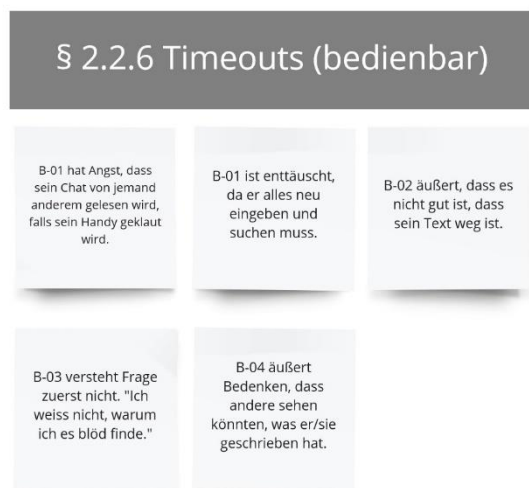 § 2.2.6 Timeouts (bedienbar)
B-01 hat Angst, dass
sein Chat von jemand
anderem gelesen wird,
falls sein Handy geklaut
wird.
B-01 ist enttäuscht,
da er alles neu
eingeben und
suchen muss.
B-02 äußert, dass es
nicht gut ist, dass
sein Text weg ist.
B-03 versteht Frage
zuerst nicht. "Ich
weiss nicht, warum
ich es blöd finde."
B-04 äußert
Bedenken, dass
andere sehen
könnten, was er/sie
geschrieben hat.